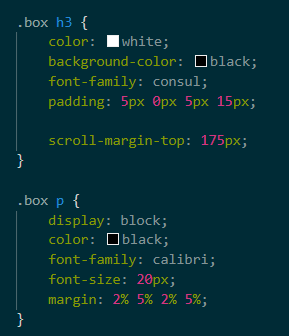 .box h3 {
    color: white;
    background-color: black;
    font-family: consul;
    padding: 5px 0px 5px 15px;

    scroll-margin-top: 175px;
}

.box p {
    display: block;
    color: black;
    font-family: calibri;
    font-size: 20px;
    margin: 2% 5% 2% 5%;